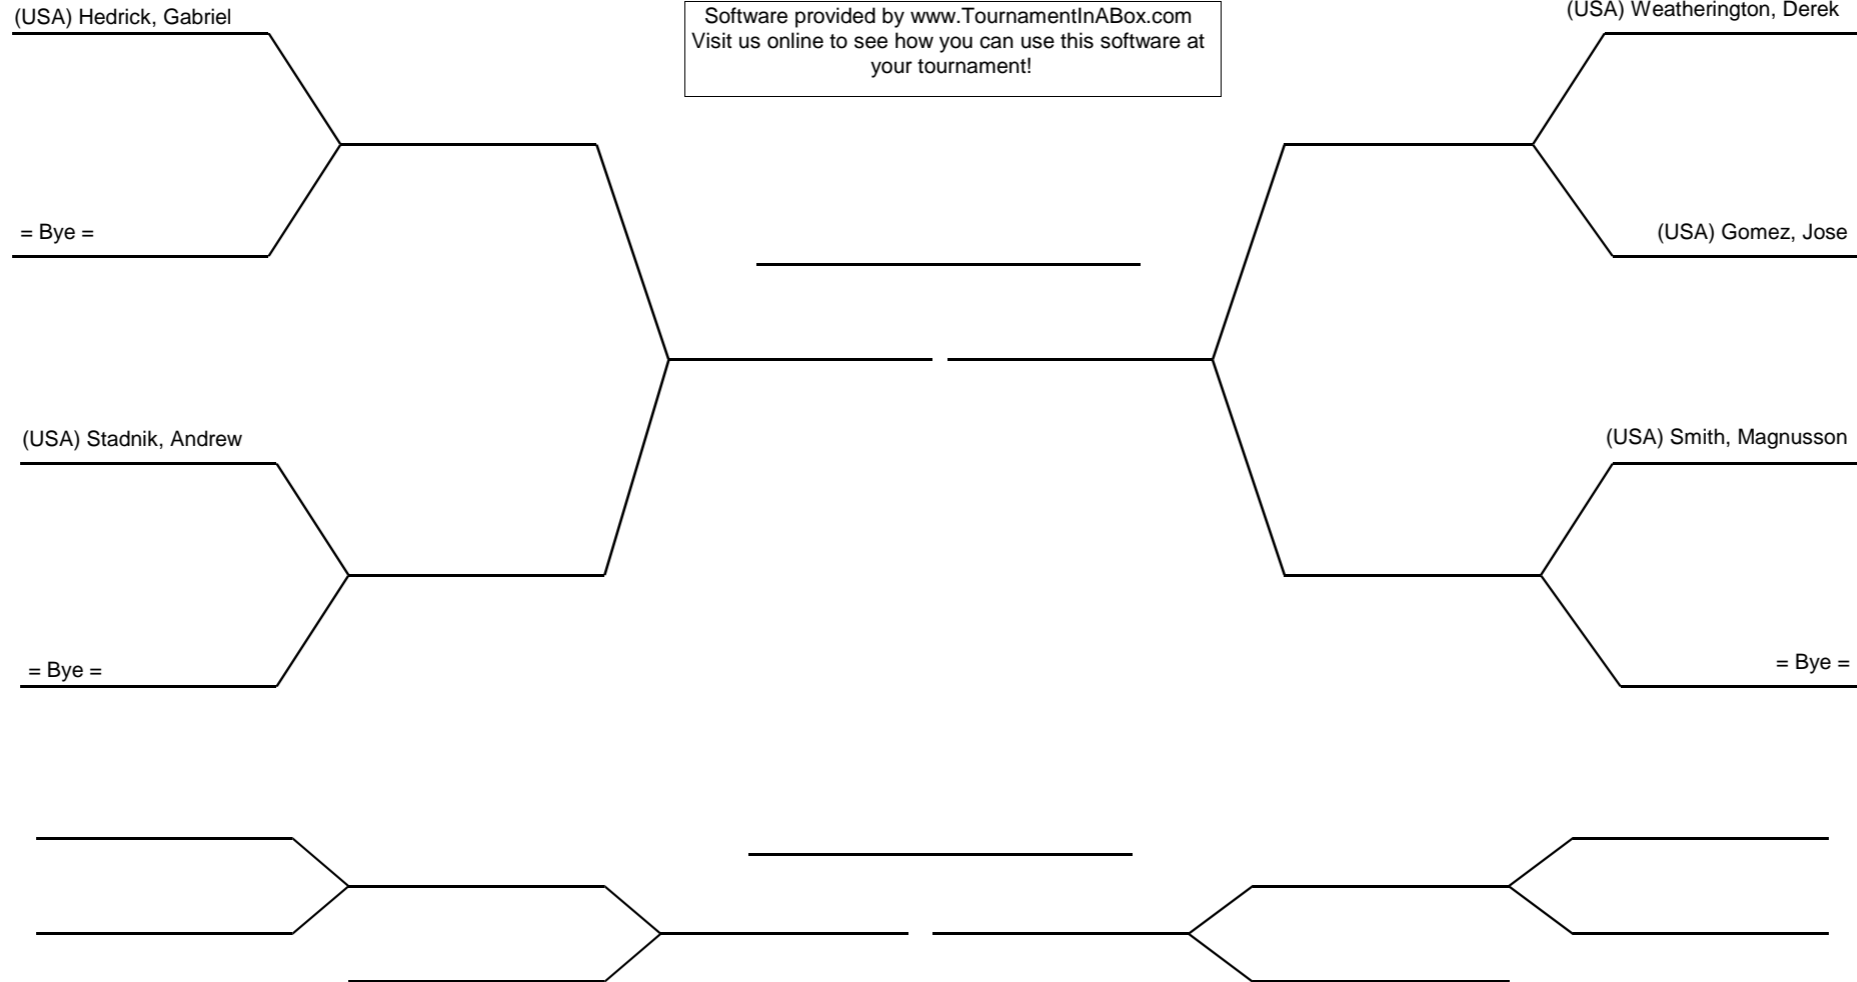 (USA) Hedrick, Gabriel
Software provided by www.TournamentInABox.com
Visit us online to see how you can use this software at
your tournament!
(USA) Weatherington, Derek
= Bye =
(USA) Gomez, Jose
(USA) Stadnik, Andrew
(USA) Smith, Magnusson
= Bye =
= Bye =